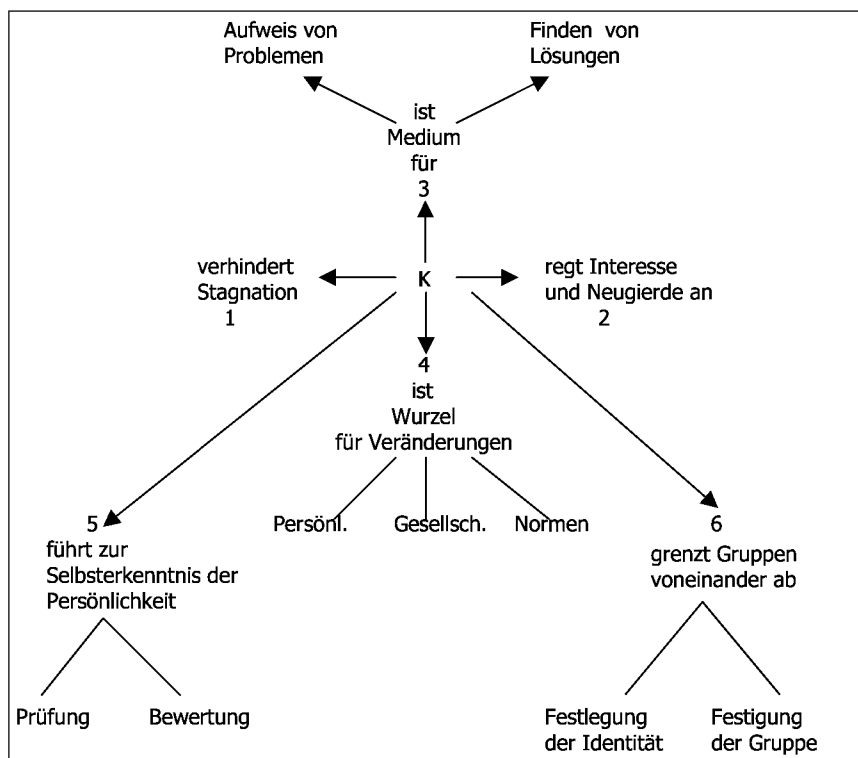 Aufweis von
Problemen
Finden von
Lösungen
ist
Medium
für
3
verhindert
Stagnation
1
K
regt Interesse
und Neugierde an
2
4
ist
Wurzel
für Veränderungen
Persönl.
Gesellsch.
Normen
5
führt zur
Selbsterkenntnis der
Persönlichkeit
6
grenzt Gruppen
voneinander ab
Prüfung
Bewertung
Festlegung
der Identität
Festigung
der Gruppe